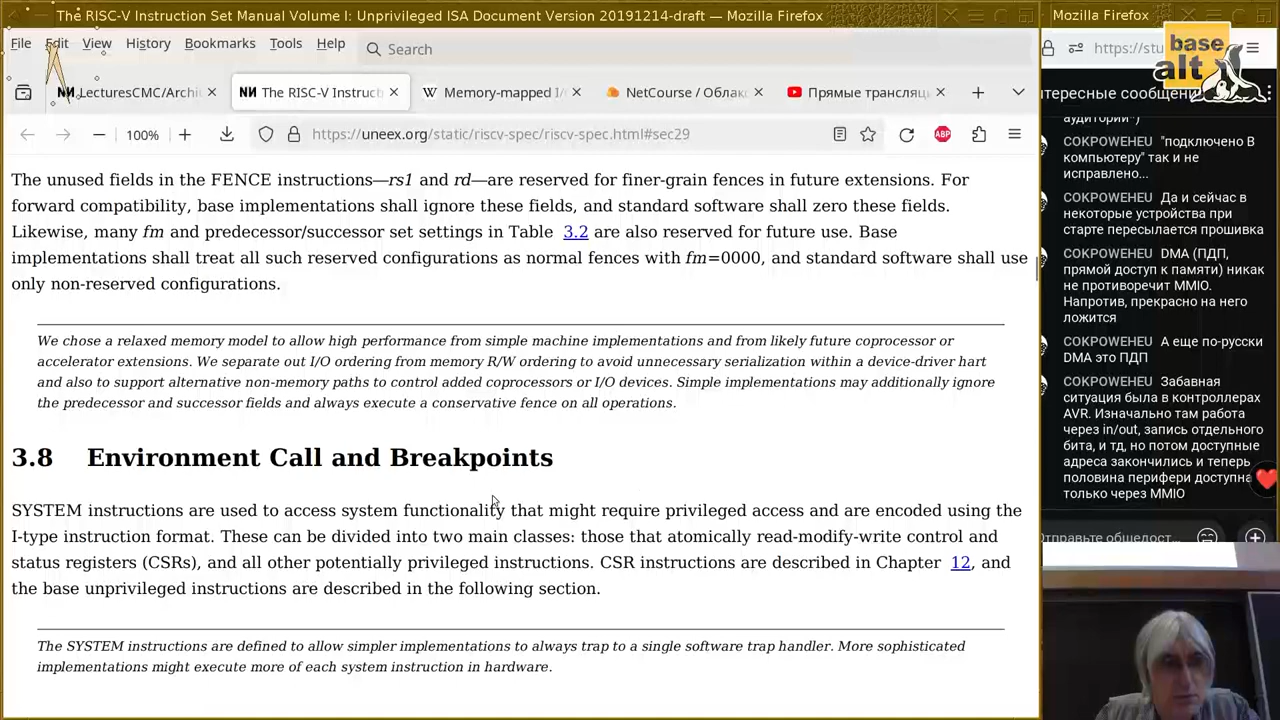 The RISC-V Instruction Set Manual Volume I: Unprivileged ISA Document Version 20191214-draft — Mozilla Firefox
Mozilla Firefox
File Edit View History Bookmarks Tools Help
Search
https://stu
base
alt
LecturesCMC/Archi
The RISC-V Instruct
Memory-mapped I/
NetCourse / Облак
Прямые трансляц
100%
https://uneex.org/static/riscv-spec/riscv-spec.html#sec29
ABP
The unused fields in the FENCE instructions—rs1 and rd—are reserved for finer-grain fences in future extensions. For
forward compatibility, base implementations shall ignore these fields, and standard software shall zero these fields.
Likewise, many fm and predecessor/successor set settings in Table 3.2 are also reserved for future use. Base
implementations shall treat all such reserved configurations as normal fences with fm=0000, and standard software shall use
only non-reserved configurations.
We chose a relaxed memory model to allow high performance from simple machine implementations and from likely future coprocessor or
accelerator extensions. We separate out I/O ordering from memory R/W ordering to avoid unnecessary serialization within a device-driver hart
and also to support alternative non-memory paths to control added coprocessors or I/O devices. Simple implementations may additionally ignore
the predecessor and successor fields and always execute a conservative fence on all operations.
3.8 Environment Call and Breakpoints
SYSTEM instructions are used to access system functionality that might require privileged access and are encoded using the
I-type instruction format. These can be divided into two main classes: those that atomically read-modify-write control and
status registers (CSRs), and all other potentially privileged instructions. CSR instructions are described in Chapter 12, and
the base unprivileged instructions are described in the following section.
The SYSTEM instructions are defined to allow simpler implementations to always trap to a single software trap handler. More sophisticated
implementations might execute more of each system instruction in hardware.
тересные сообщени
аудитории")
COKPOWEHEU "подключено В
компьютеру" так и не
исправлено...
COKPOWEHEU Да и сейчас в
некоторые устройства при
старте пересылается прошивка
COKPOWEHEU DMA (ПДП,
прямой доступ к памяти) никак
не противоречит MMIO.
Напротив, прекрасно на него
ложится
COKPOWEHEU А еще по-русски
DMA это ПДП
COKPOWEHEU Забавная
ситуация была в контроллерах
AVR. Изначально там работа
через in/out, запись отдельного
бита, и тд, но потом доступные
адреса закончились и теперь
половина перифери доступна
только через MMIO
Отправьте общедост...